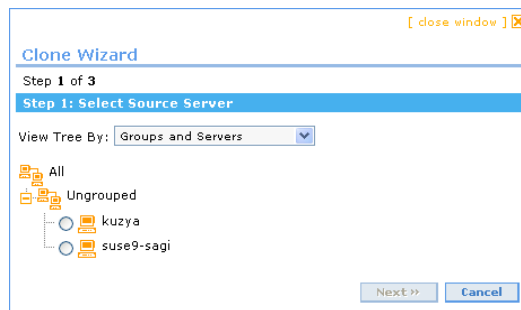 [ close window ]
Clone Wizard
Step 1 of 3
Step 1: Select Source Server
View Tree By: Groups and Servers
All
Ungrouped
kuzya
suse9-sagi
Next »
Cancel